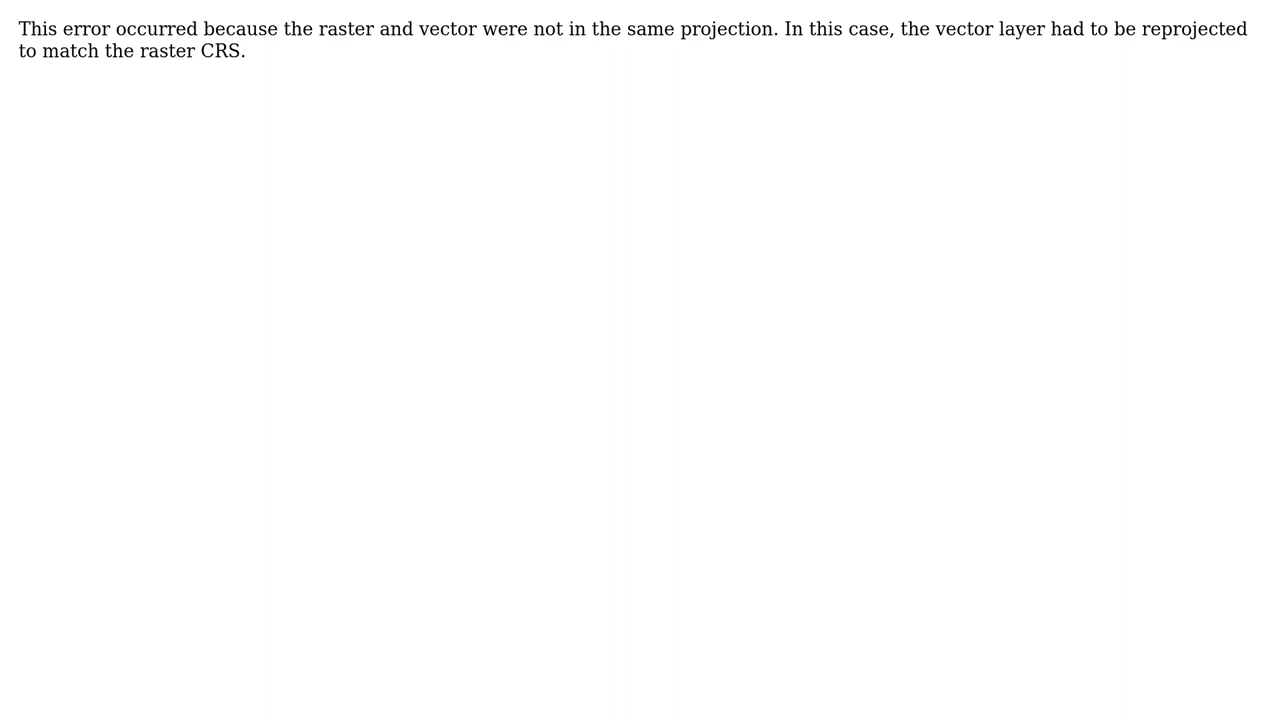 This error occurred because the raster and vector were not in the same projection. In this case, the vector layer had to be reprojected
to match the raster CRS.